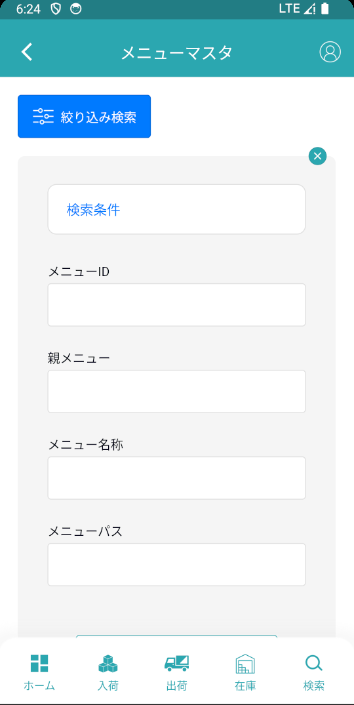 6:24
LTE
メニューマスタ
絞り込み検索
検索条件
メニューID
親メニュー
メニュー名称
メニューパス
ホーム
入荷
出荷
在庫
検索